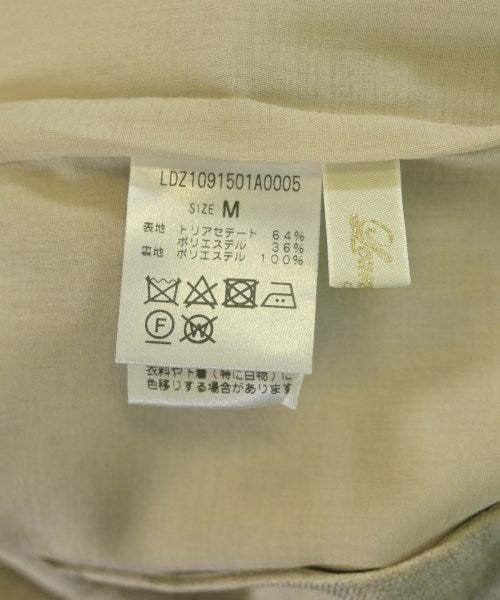 LDZ1091501A0005
SIZE M
表地 トリアセテート 64%
ポリエステル 36%
裏地 ポリエステル 100%
F
W
衣料や下着(特に白物)に
色移りする場合があります